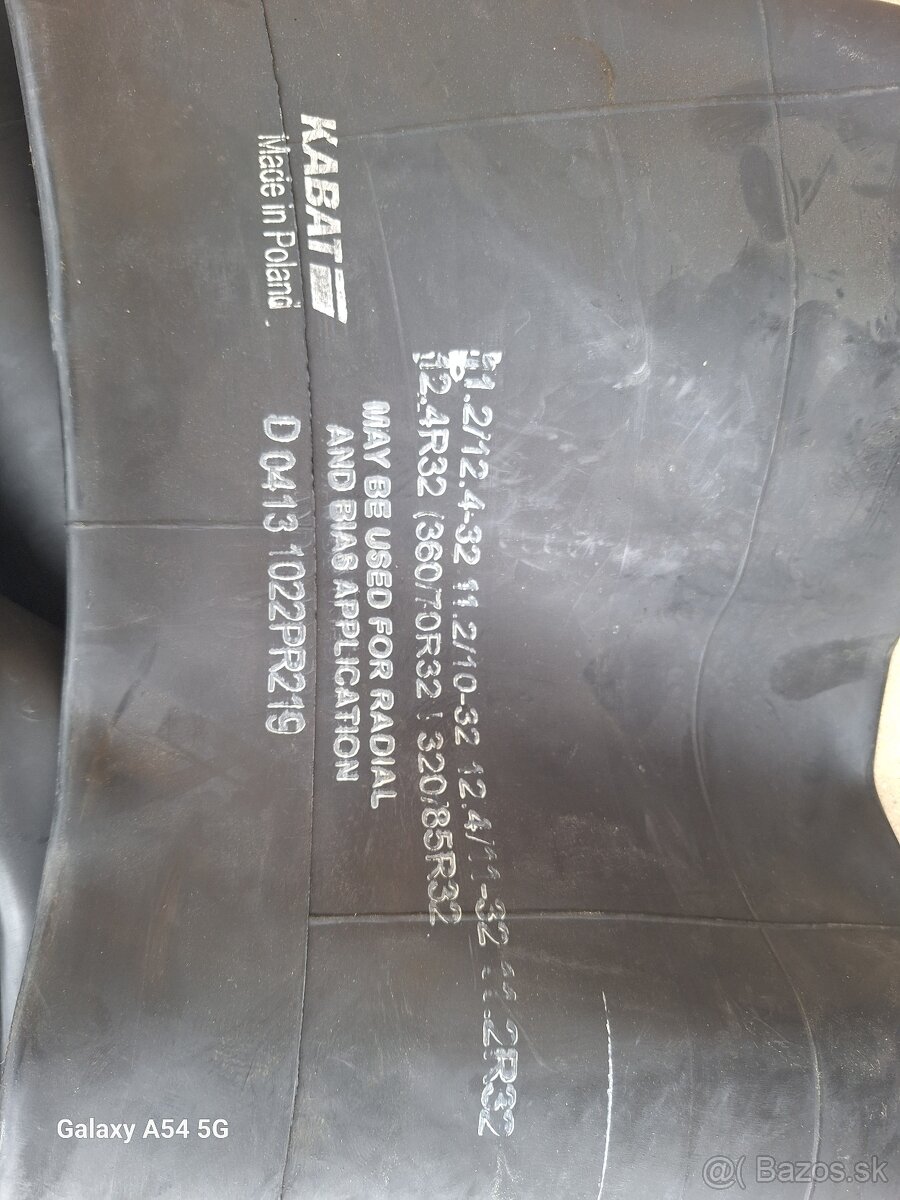 11.2/12.4-32 11.2/10-32 12.4/11-32 11.2R32
12.4R32 (360/70R32 ) 320/85R32
MAY BE USED FOR RADIAL
AND BIAS APPLICATION
KABAT
Made in Poland
D 0413 1022PR219
Galaxy A54 5G
@( Bazos.sk